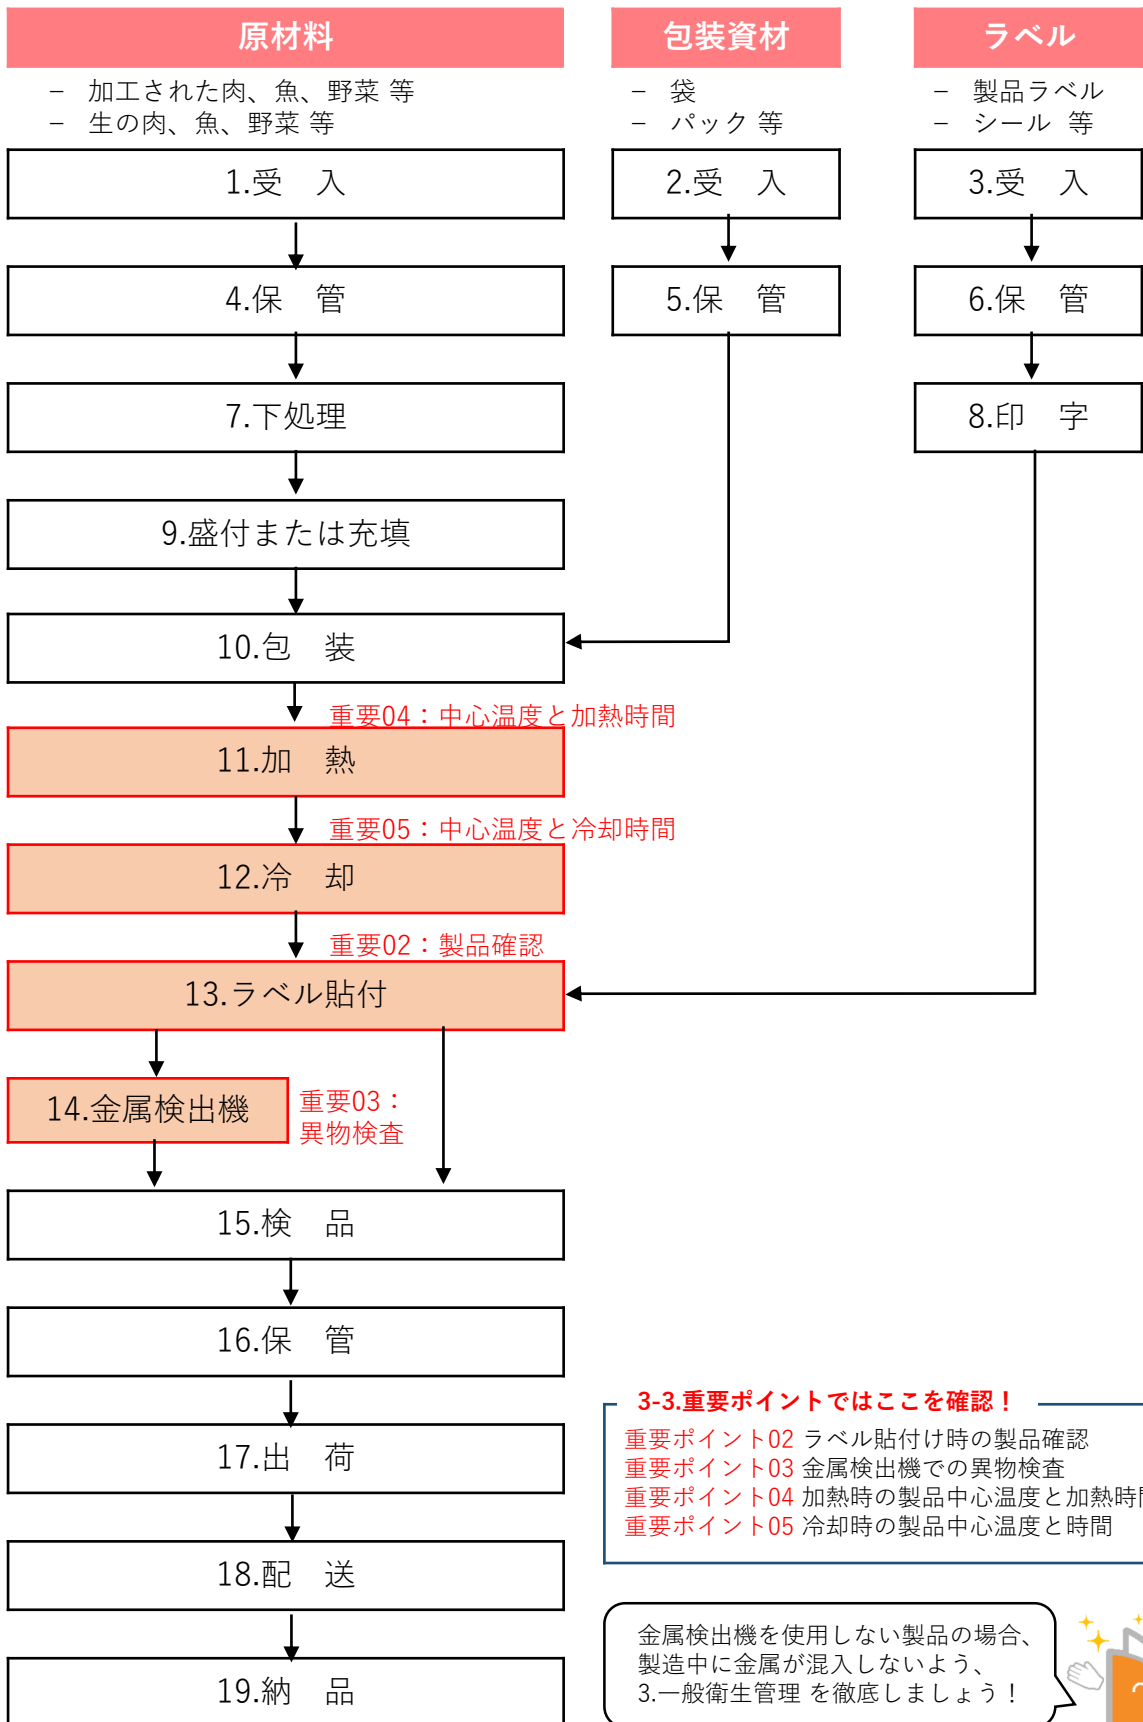 原材料
包装資材
ラベル
－ 加工された肉、魚、野菜 等
－ 生の肉、魚、野菜 等
－ 袋
－ パック 等
－ 製品ラベル
－ シール 等
1.受　入
2.受　入
3.受　入
4.保　管
5.保　管
6.保　管
7.下処理
8.印　字
9.盛付または充填
10.包　装
重要04：中心温度と加熱時間
11.加　熱
重要05：中心温度と冷却時間
12.冷　却
重要02：製品確認
13.ラベル貼付
14.金属検出機
重要03：
異物検査
15.検　品
16.保　管
17.出　荷
18.配　送
19.納　品
3-3.重要ポイントではここを確認！
重要ポイント02 ラベル貼付け時の製品確認
重要ポイント03 金属検出機での異物検査
重要ポイント04 加熱時の製品中心温度と加熱時間
重要ポイント05 冷却時の製品中心温度と時間
金属検出機を使用しない製品の場合、
製造中に金属が混入しないよう、
3.一般衛生管理 を徹底しましょう！